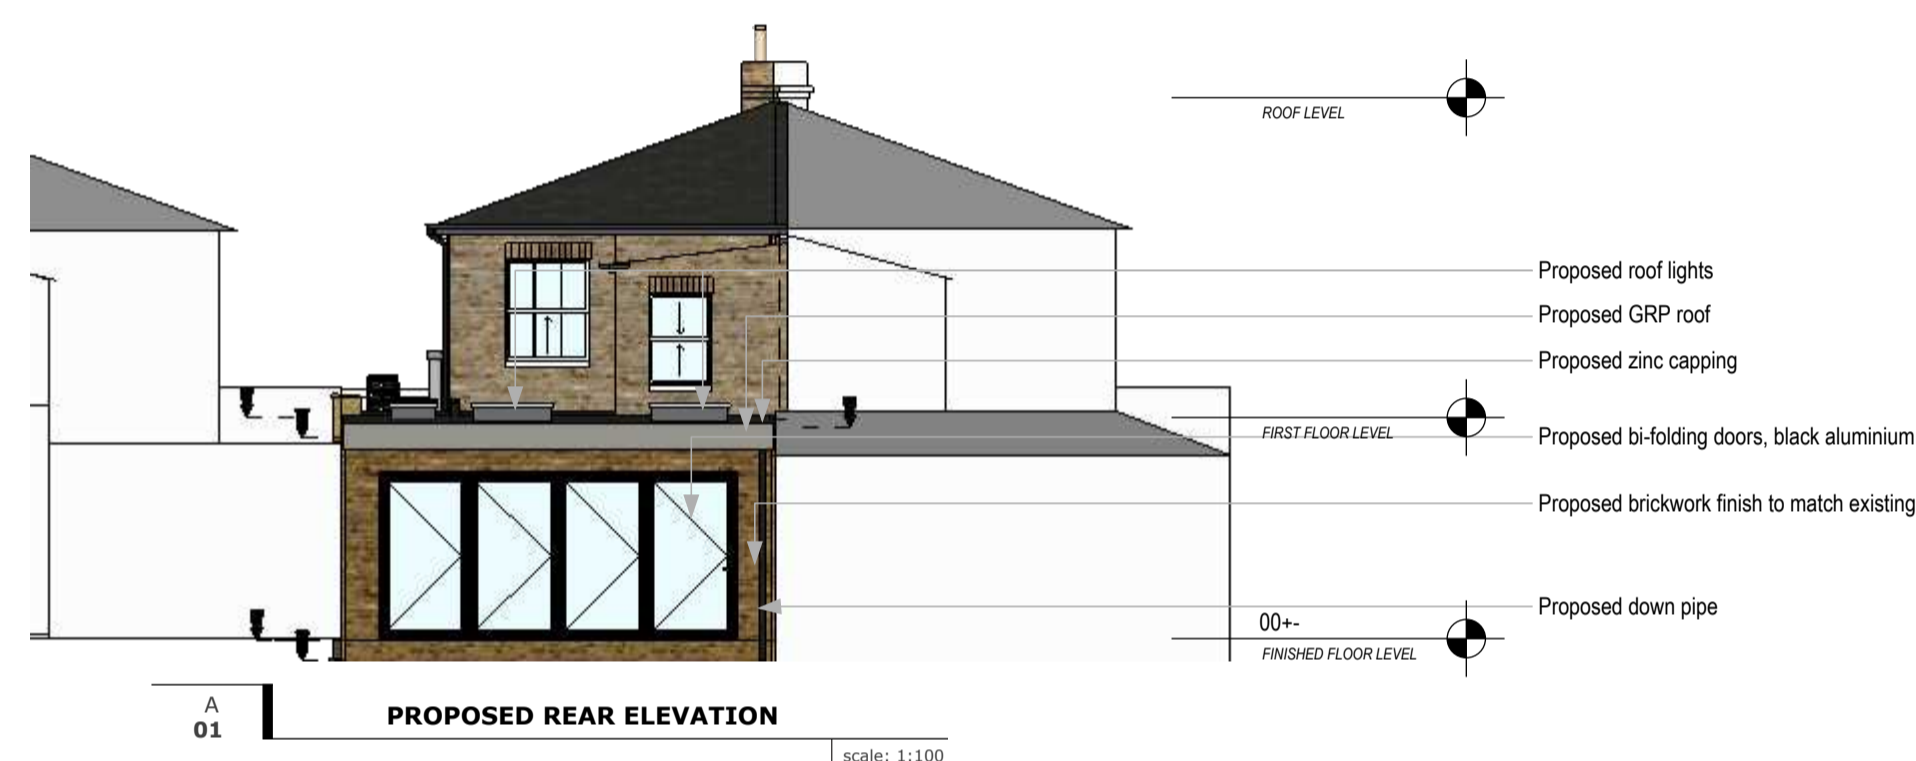 ROOF LEVEL
Proposed roof lights
Proposed GRP roof
Proposed zinc capping
FIRST FLOOR LEVEL
Proposed bi-folding doors, black aluminium
Proposed brickwork finish to match existing
Proposed down pipe
00+-
FINISHED FLOOR LEVEL
A
01
PROPOSED REAR ELEVATION
scale: 1:100